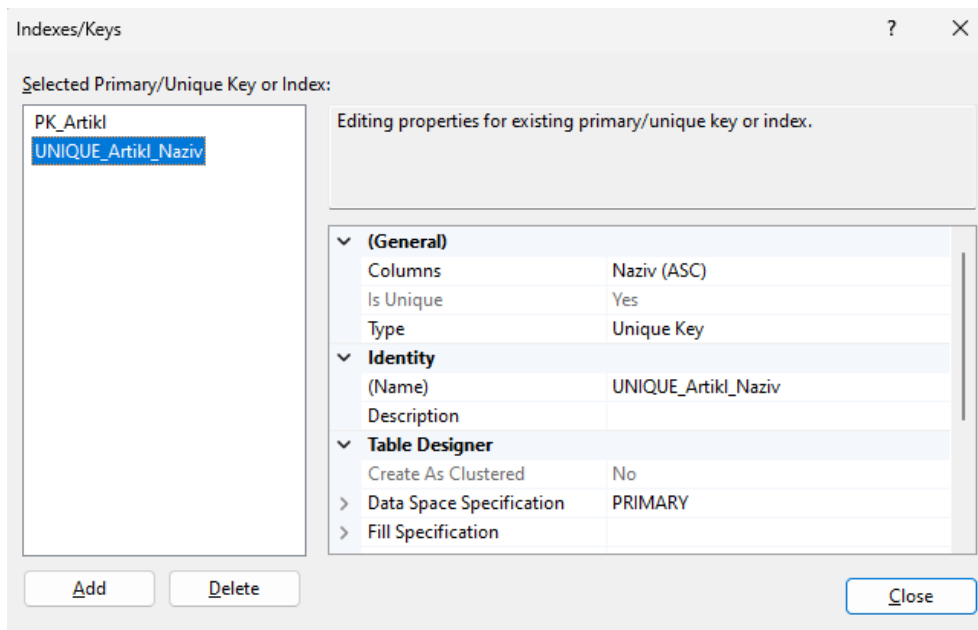 Indexes/Keys
Selected Primary/Unique Key or Index:
PK_Artikl
UNIQUE_Artikl_Naziv
Editing properties for existing primary/unique key or index.
(General)
Columns Naziv (ASC)
Is Unique Yes
Type Unique Key
Identity
(Name) UNIQUE_Artikl_Naziv
Description
Table Designer
Create As Clustered No
Data Space Specification PRIMARY
Fill Specification
Add Delete
Close